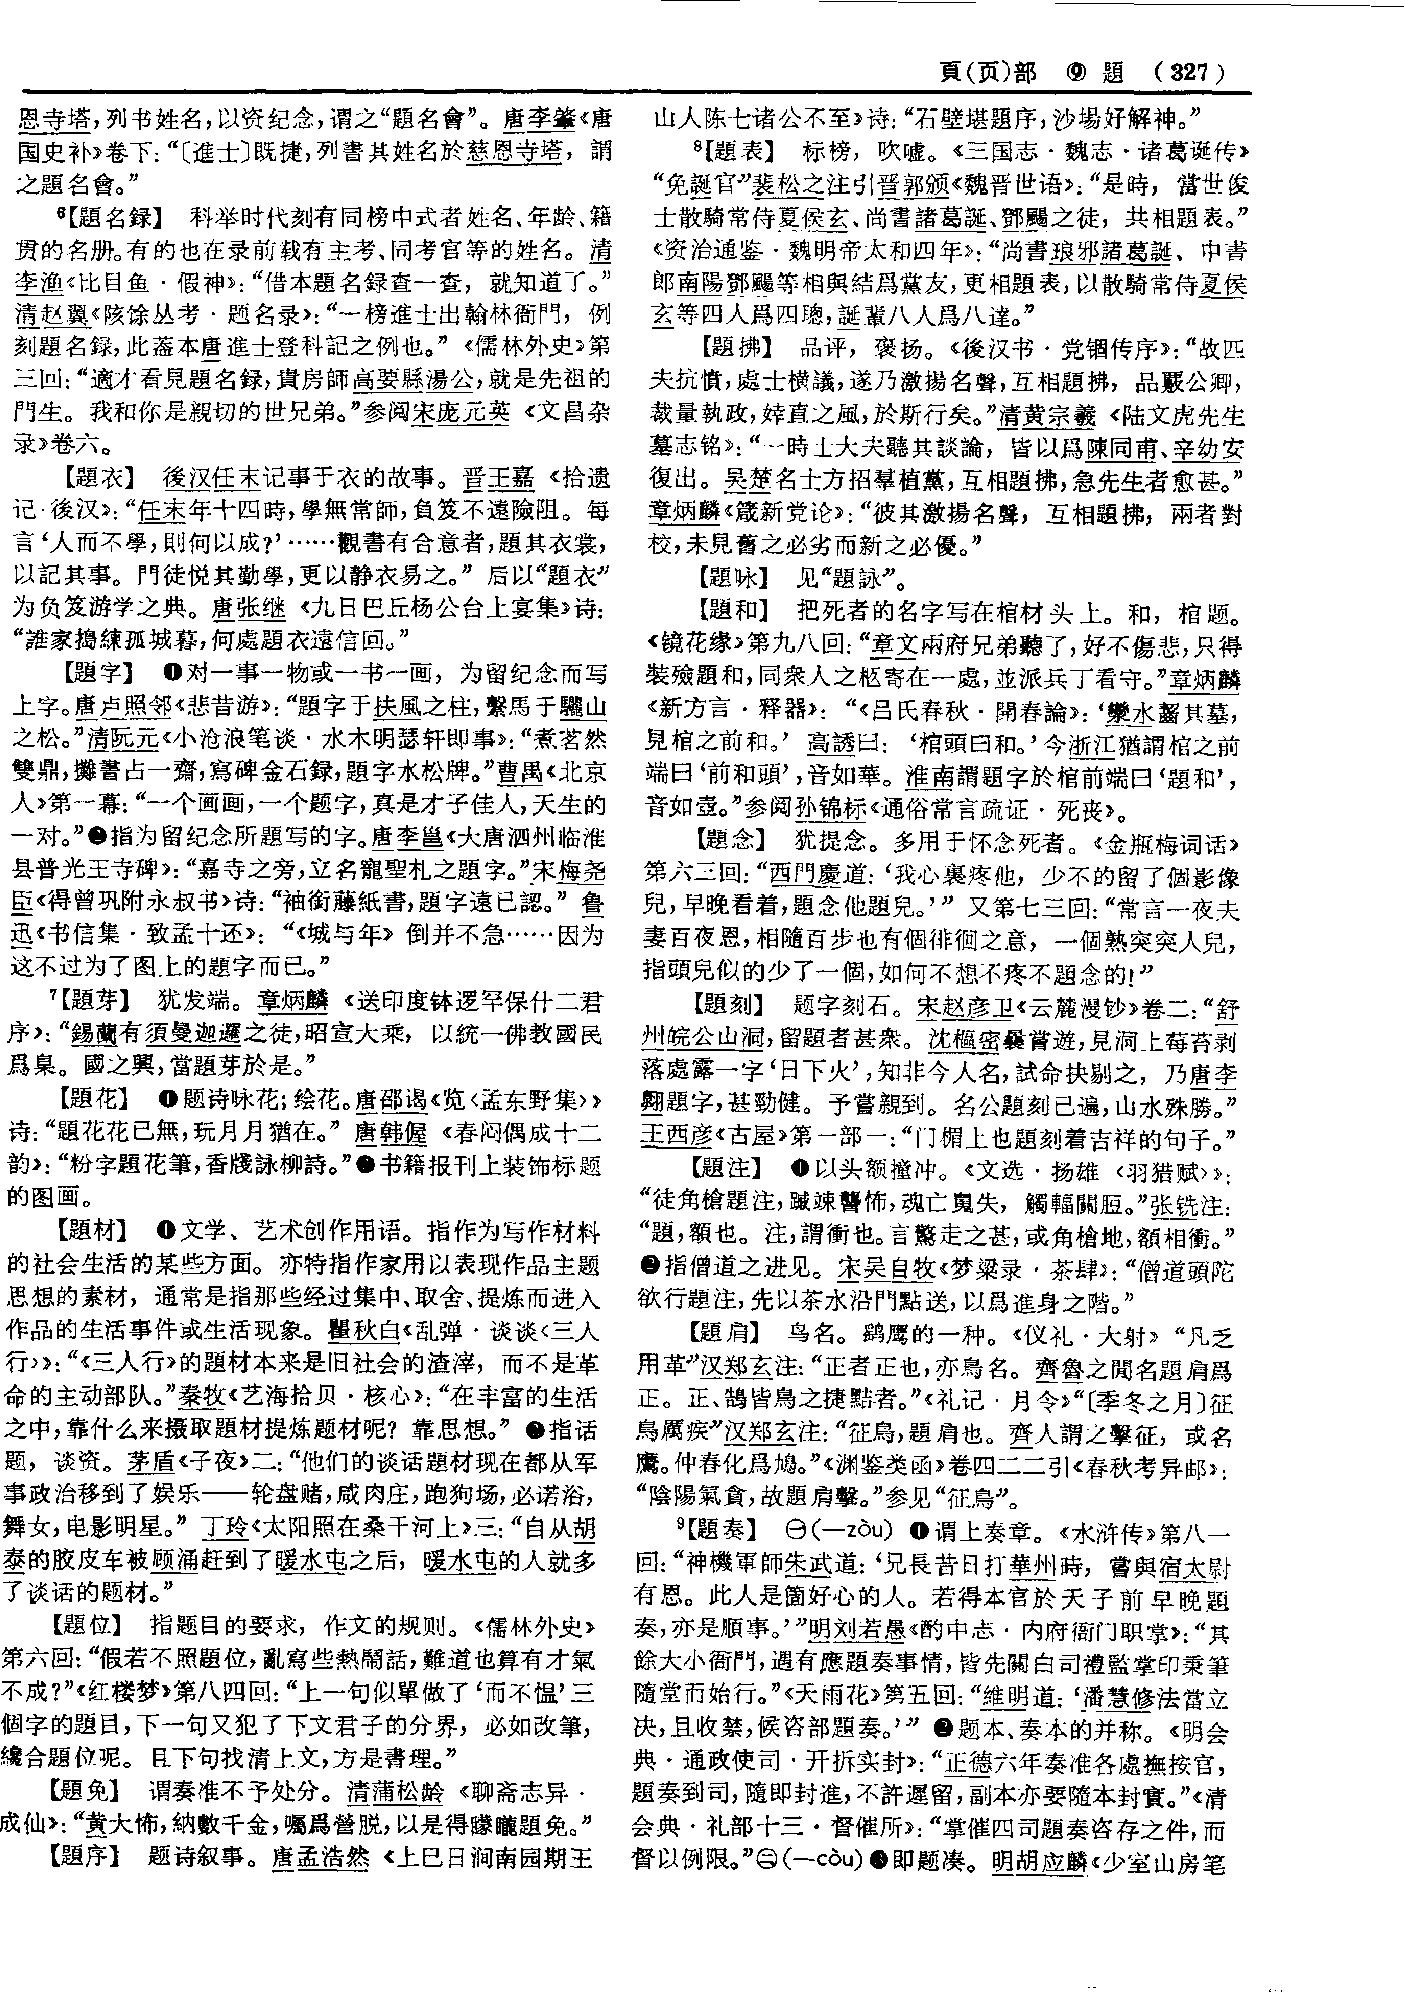 頁(页)部 ⑨ 題 (327)
恩寺塔，列书姓名，以资纪念，谓之“題名會”。唐李肇《唐
国史补》卷下：“〔進士〕既捷，列書其姓名於慈恩寺塔，謂
之題名會。”
⁶【題名録】 科举时代刻有同榜中式者姓名、年龄、籍
贯的名册。有的也在录前载有主考、同考官等的姓名。清
李渔《比目鱼·假神》：“借本題名録查一查，就知道了。”
清赵翼《陔馀丛考·题名录》：“一榜進士出翰林衙門，例
刻題名録，此蓋本唐進士登科記之例也。”《儒林外史》第
三回：“適才看見題名録，貴房師高要縣湯公，就是先祖的
門生。我和你是親切的世兄弟。”参阅宋庞元英《文昌杂
录》卷六。
【題衣】 後汉任末记事于衣的故事。晋王嘉《拾遗
记·後汉》：“任末年十四時，學無常師，負笈不遠險阻。每
言‘人而不學，則何以成？’……觀書有合意者，題其衣裳，
以記其事。門徒悦其勤學，更以静衣易之。”后以“題衣”
为负笈游学之典。唐张继《九日巴丘杨公台上宴集》诗：
“誰家搗練孤城暮，何處題衣遠信回。”
【題字】 ❶对一事一物或一书一画，为留纪念而写
上字。唐卢照邻《悲昔游》：“題字于扶風之柱，繫馬于驪山
之松。”清阮元《小沧浪笔谈·水木明瑟轩即事》：“煮茗然
雙鼎，攤書占一齋，寫碑金石録，題字水松牌。”曹禺《北京
人》第一幕：“一个画画，一个题字，真是才子佳人，天生的
一对。”❷指为留纪念所題写的字。唐李邕《大唐泗州临淮
县普光王寺碑》：“嘉寺之旁，立名寵聖札之題字。”宋梅尧
臣《得曾巩附永叔书》诗：“袖銜藤紙書，題字遠已認。”鲁
迅《书信集·致孟十还》：“《城与年》倒并不急……因为
这不过为了图上的題字而已。”
⁷【題芽】 犹发端。章炳麟《送印度钵逻罕保什二君
序》：“錫蘭有須曼迦邏之徒，昭宣大乘，以統一佛教國民
爲臬。國之興，當題芽於是。”
【題花】 ❶题诗咏花；绘花。唐邵谒《览〈孟东野集〉》
诗：“題花花已無，玩月月猶在。”唐韩偓《春闷偶成十二
韵》：“粉字題花筆，香牋詠柳詩。”❷书籍报刊上装饰标题
的图画。
【題材】 ❶文学、艺术创作用语。指作为写作材料
的社会生活的某些方面。亦特指作家用以表现作品主题
思想的素材，通常是指那些经过集中、取舍、提炼而进入
作品的生活事件或生活现象。瞿秋白《乱弹·谈谈〈三人
行〉》：“《三人行》的題材本来是旧社会的渣滓，而不是革
命的主动部队。”秦牧《艺海拾贝·核心》：“在丰富的生活
之中，靠什么来摄取題材提炼题材呢？靠思想。”❷指话
题，谈资。茅盾《子夜》二：“他们的谈话題材现在都从军
事政治移到了娱乐——轮盘赌，咸肉庄，跑狗场，必诺浴，
舞女，电影明星。”丁玲《太阳照在桑干河上》三：“自从胡
泰的胶皮车被顾涌赶到了暖水屯之后，暖水屯的人就多
了谈话的题材。”
【題位】 指题目的要求，作文的规则。《儒林外史》
第六回：“假若不照題位，亂寫些熱鬧話，難道也算有才氣
不成？”《红楼梦》第八四回：“上一句似單做了‘而不愠’三
個字的題目，下一句又犯了下文君子的分界，必如改筆，
纔合題位呢。且下句找清上文，方是書理。”
【題免】 谓奏准不予处分。清蒲松龄《聊斋志异·
成仙》：“黄大怖，納數千金，囑爲營脱，以是得矇矓題免。”
【題序】 题诗叙事。唐孟浩然《上巳日涧南园期王
山人陈七诸公不至》诗：“石壁堪題序，沙場好解神。”
⁸【題表】 标榜，吹嘘。《三国志·魏志·诸葛诞传》
“免誕官”裴松之注引晋郭颁《魏晋世语》：“是時，當世俊
士散騎常侍夏侯玄、尚書諸葛誕、鄧颺之徒，共相題表。”
《资治通鉴·魏明帝太和四年》：“尚書琅邪諸葛誕、中書
郎南陽鄧颺等相與結爲黨友，更相題表，以散騎常侍夏侯
玄等四人爲四聰，誕輩八人爲八達。”
【題拂】 品评，褒扬。《後汉书·党锢传序》：“故匹
夫抗憤，處士横議，遂乃激揚名聲，互相題拂，品覈公卿，
裁量執政，婞直之風，於斯行矣。”清黄宗羲《陆文虎先生
墓志铭》：“一時士大夫聽其談論，皆以爲陳同甫、辛幼安
復出。吴楚名士方招羣植黨，互相題拂，急先生者愈甚。”
章炳麟《箴新党论》：“彼其激揚名聲，互相題拂，兩者對
校，未見舊之必劣而新之必優。”
【題咏】 见“題詠”。
【題和】 把死者的名字写在棺材头上。和，棺题。
《镜花缘》第九八回：“章文兩府兄弟聽了，好不傷悲，只得
裝殮題和，同衆人之柩寄在一處，並派兵丁看守。”章炳麟
《新方言·释器》：“《吕氏春秋·開春論》：‘灓水齧其墓，
見棺之前和。’高誘曰：‘棺頭曰和。’今浙江猶謂棺之前
端曰‘前和頭’，音如華。淮南謂題字於棺前端曰‘題和’，
音如壺。”参阅孙锦标《通俗常言疏证·死丧》。
【題念】 犹提念。多用于怀念死者。《金瓶梅词话》
第六三回：“西門慶道：‘我心裏疼他，少不的留了個影像
兒，早晚看着，題念他題兒。’”又第七三回：“常言一夜夫
妻百夜恩，相隨百步也有個徘徊之意，一個熟突突人兒，
指頭兒似的少了一個，如何不想不疼不題念的！”
【題刻】 题字刻石。宋赵彦卫《云麓漫钞》卷二：“舒
州皖公山洞，留題者甚衆。沈樞密曩嘗遊，見洞上莓苔剥
落處露一字‘日下火’，知非今人名，試命抉剔之，乃唐李
翺題字，甚勁健。予嘗親到。名公題刻已遍，山水殊勝。”
王西彦《古屋》第一部一：“门楣上也題刻着吉祥的句子。”
【題注】 ❶以头额撞冲。《文选·扬雄〈羽猎赋〉》：
“徒角槍題注，蹴竦讋怖，魂亡魄失，觸輻關脰。”张铣注：
“題，額也。注，謂衝也。言驚走之甚，或角槍地，額相衝。”
❷指僧道之进见。宋吴自牧《梦粱录·茶肆》：“僧道頭陀
欲行題注，先以茶水沿門點送，以爲進身之階。”
【題肩】 鸟名。鹞鹰的一种。《仪礼·大射》“凡乏
用革”汉郑玄注：“正者正也，亦鳥名。齊魯之閒名題肩爲
正。正、鵠皆鳥之捷黠者。”《礼记·月令》“〔季冬之月〕征
鳥厲疾”汉郑玄注：“征鳥，題肩也。齊人謂之擊征，或名
鷹。仲春化爲鳩。”《渊鉴类函》卷四二二引《春秋考异邮》：
“陰陽氣貪，故題肩擊。”参见“征鳥”。
⁹【題奏】 ㊀(—zòu) ❶谓上奏章。《水浒传》第八一
回：“神機軍師朱武道：‘兄長昔日打華州時，嘗與宿太尉
有恩。此人是箇好心的人。若得本官於天子前早晚題
奏，亦是順事。’”明刘若愚《酌中志·内府衙门职掌》：“其
餘大小衙門，遇有應題奏事情，皆先關白司禮監掌印秉筆
隨堂而始行。”《天雨花》第五回：“維明道：‘潘慧修法當立
决，且收禁，候咨部題奏。’”❷题本、奏本的并称。《明会
典·通政使司·开拆实封》：“正德六年奏准各處撫按官，
題奏到司，隨即封進，不許遲留，副本亦要隨本封實。”《清
会典·礼部十三·督催所》：“掌催四司題奏咨存之件，而
督以例限。”㊁(—còu)❸即题凑。明胡应麟《少室山房笔